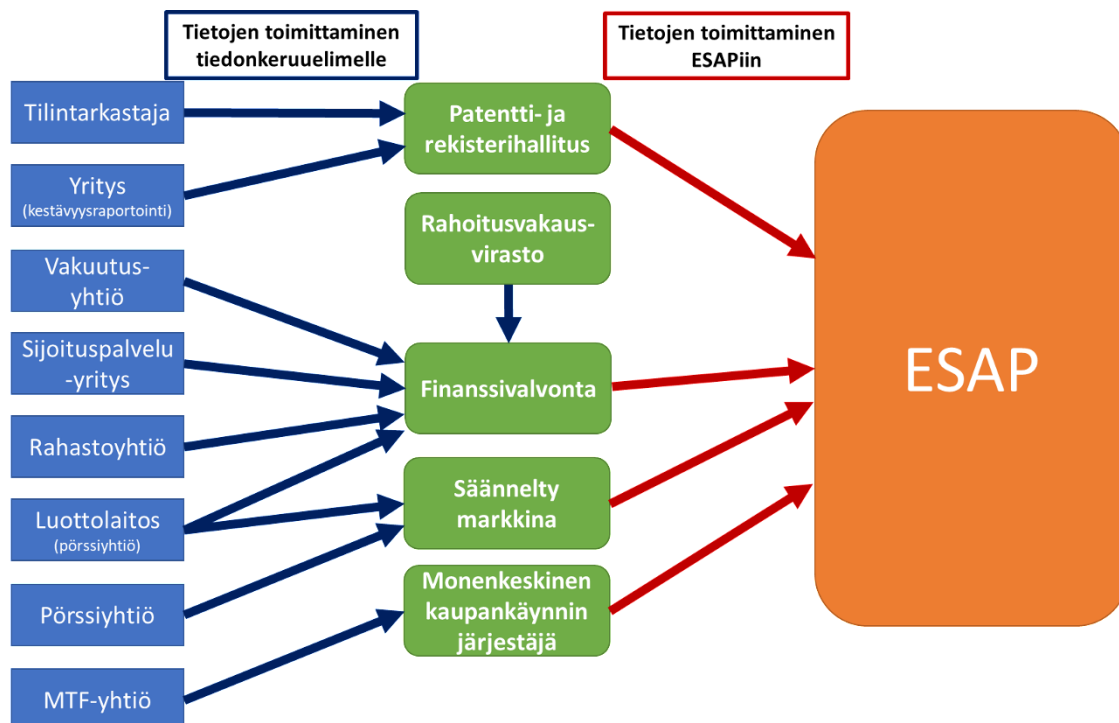 Tietojen toimittaminen
tiedonkeruuelimelle
Tietojen toimittaminen
ESAPiin
Tilintarkastaja
Yritys
(kestävyysraportointi)
Vakuutus-
yhtiö
Sijoituspalvelu
-yritys
Rahastoyhtiö
Luottolaitos
(pörssiyhtiö)
Pörssiyhtiö
MTF-yhtiö
Patentti- ja
rekisterihallitus
Rahoitusvakaus-
virasto
Finanssivalvonta
Säännelty
markkina
Monenkeskinen
kaupankäynnin
järjestäjä
ESAP